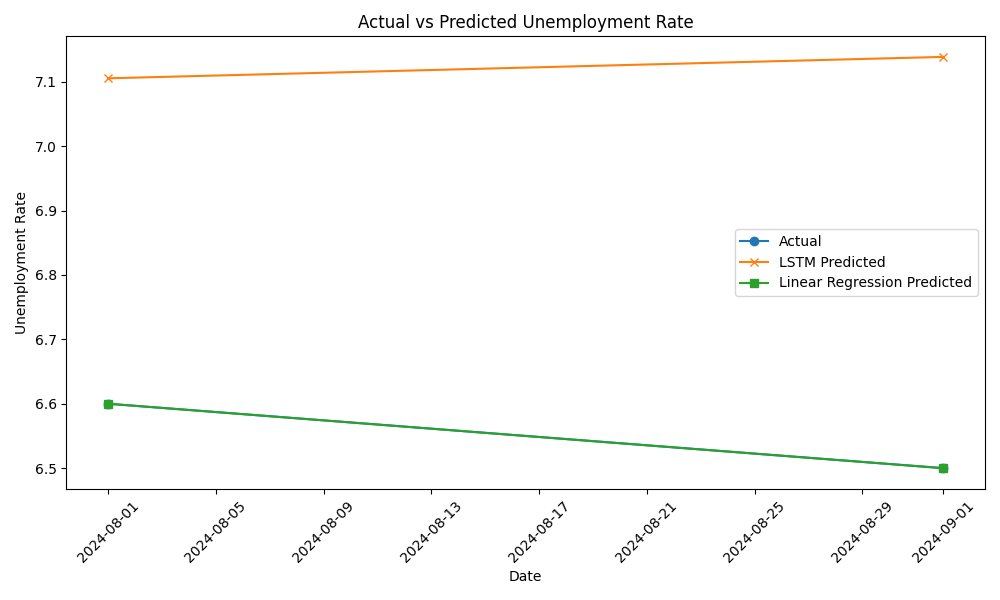 Actual vs Predicted Unemployment Rate
Unemployment Rate
7.1
7.0
6.9
6.8
6.7
6.6
6.5
Actual
LSTM Predicted
Linear Regression Predicted
2024-08-01
2024-08-05
2024-08-09
2024-08-13
2024-08-17
2024-08-21
2024-08-25
2024-08-29
2024-09-01
Date